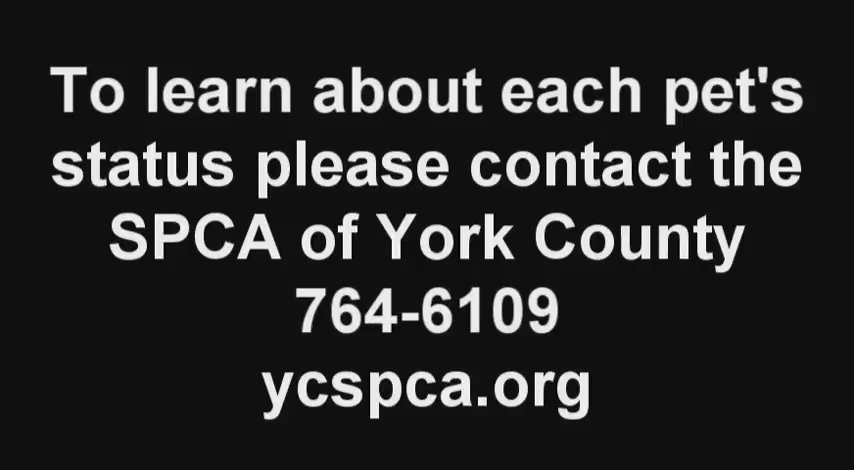 To learn about each pet's
status please contact the
SPCA of York County
764-6109
ycspca.org